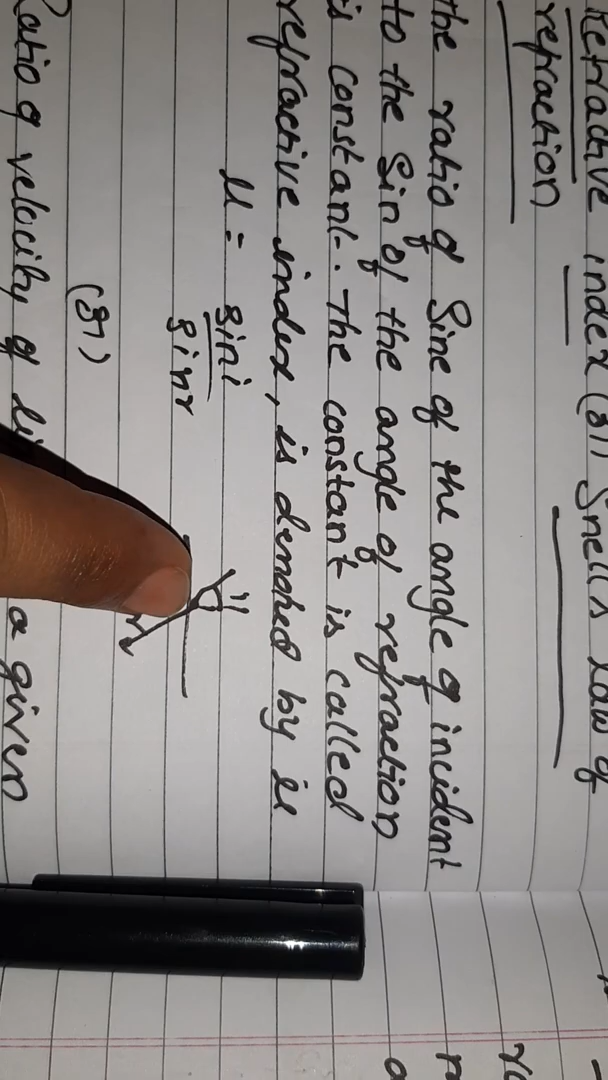 Refractive index (or) Snell's law of
refraction
the ratio of Sine of the angle of incident
to the Sin of the angle of refraction
is constant. The constant is called
refractive index, is denoted by is
μ = sin i
sin r
i
r
(or)
Ratio of velocity of a given